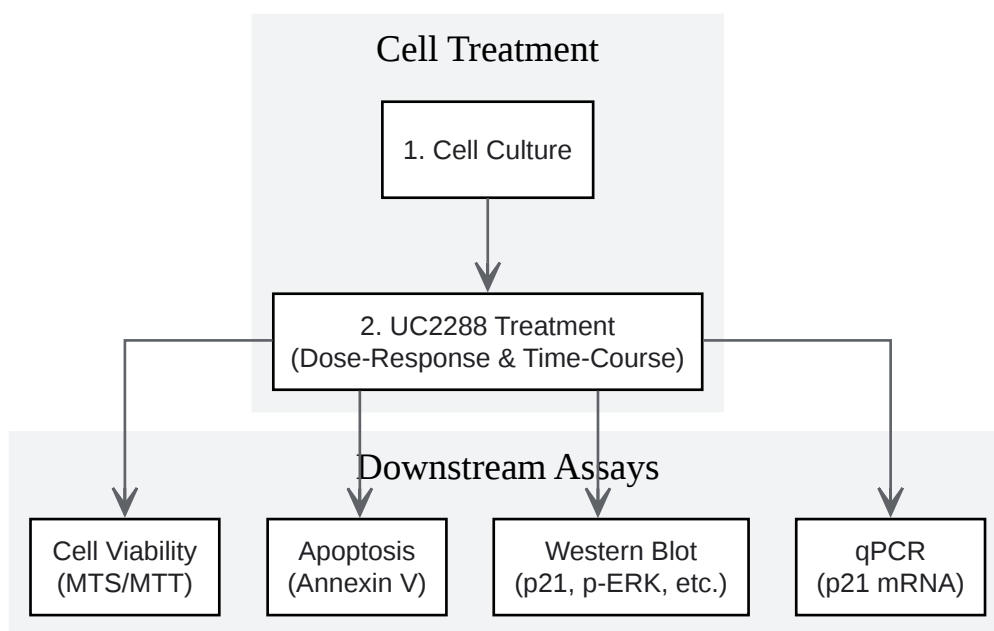 Cell Treatment
1. Cell Culture
2. UC2288 Treatment
(Dose-Response & Time-Course)
Downstream Assays
Cell Viability
(MTS/MTT)
Apoptosis
(Annexin V)
Western Blot
(p21, p-ERK, etc.)
qPCR
(p21 mRNA)